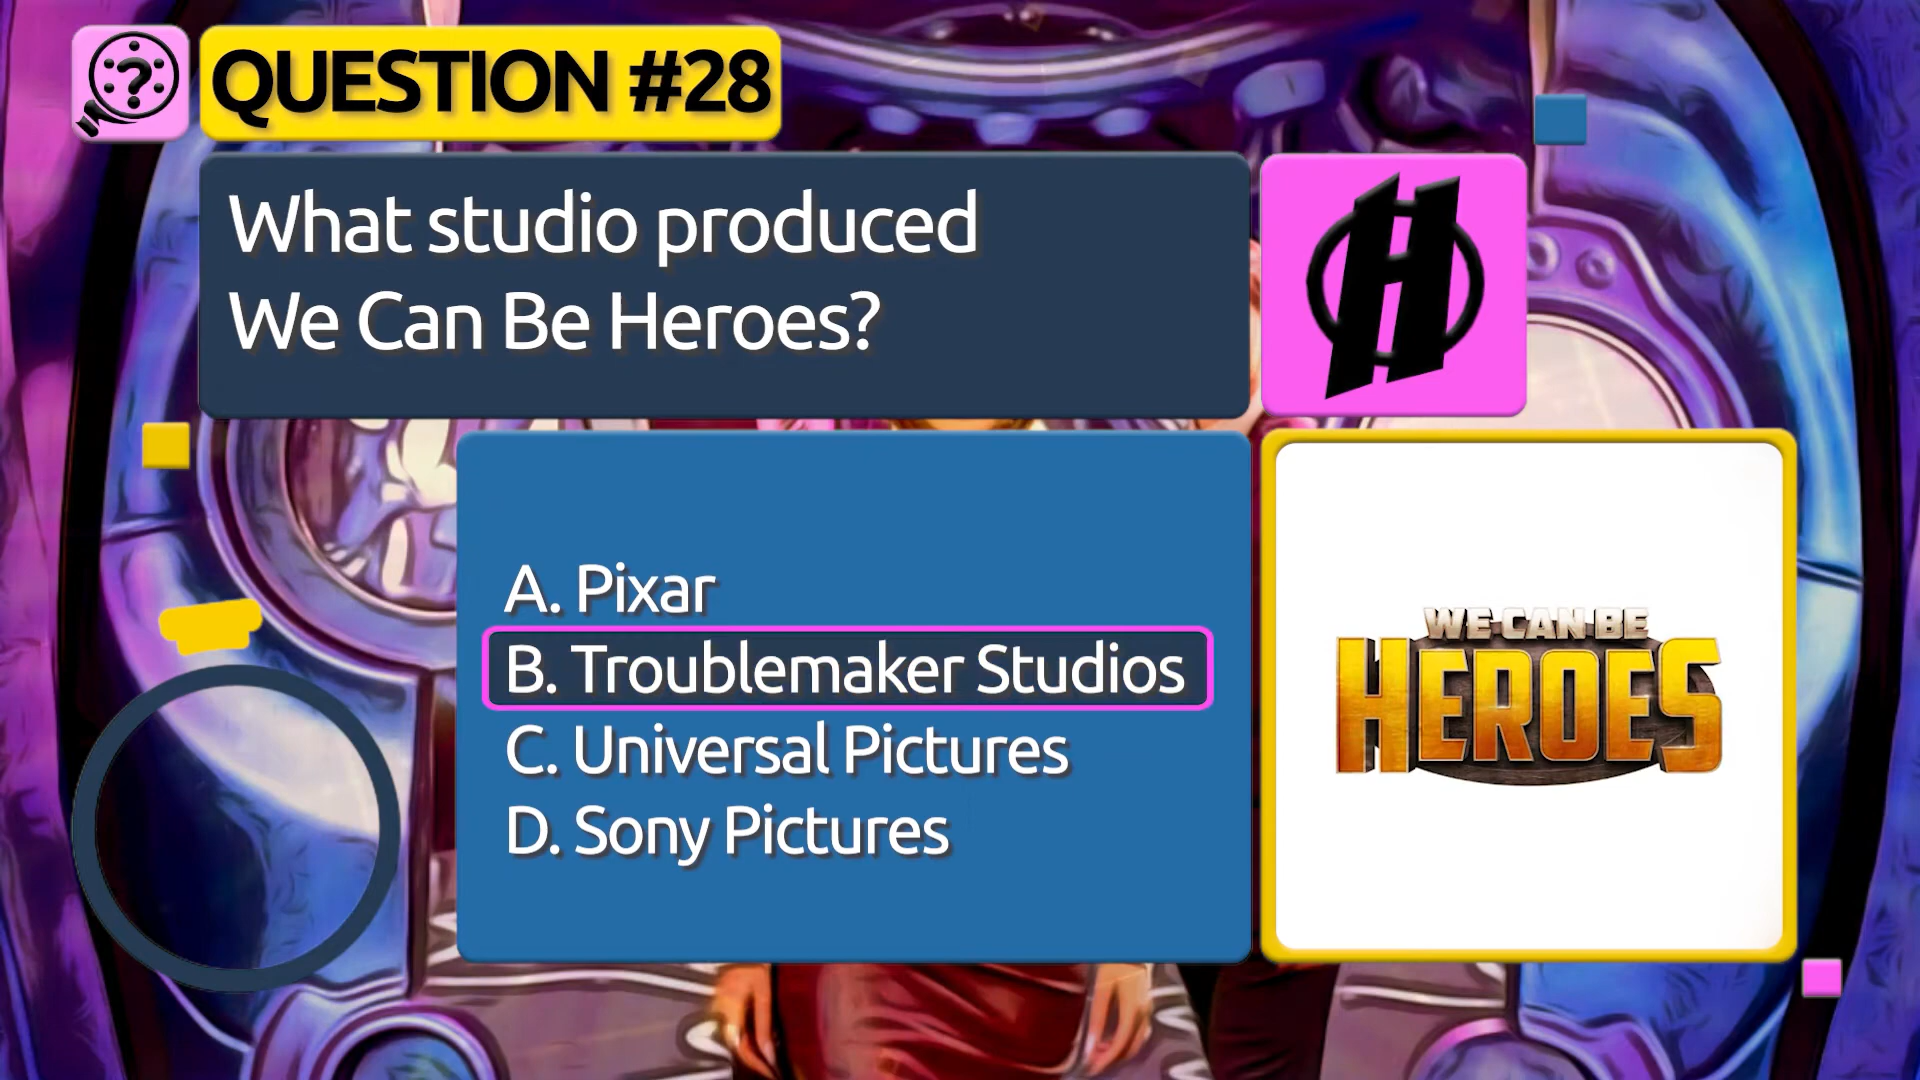 QUESTION #28
What studio produced
We Can Be Heroes?
H
A. Pixar
B. Troublemaker Studios
C. Universal Pictures
D. Sony Pictures
WE CAN BE
HEROES